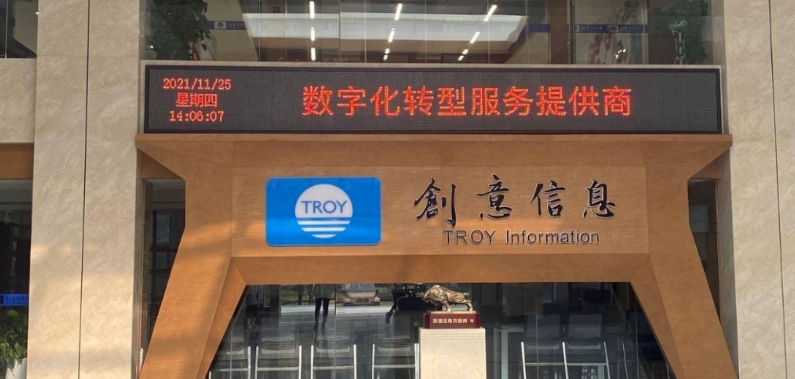 2021/11/25
星期四
14:06:07
数字化转型服务提供商
TROY
創意信息
TROY Information